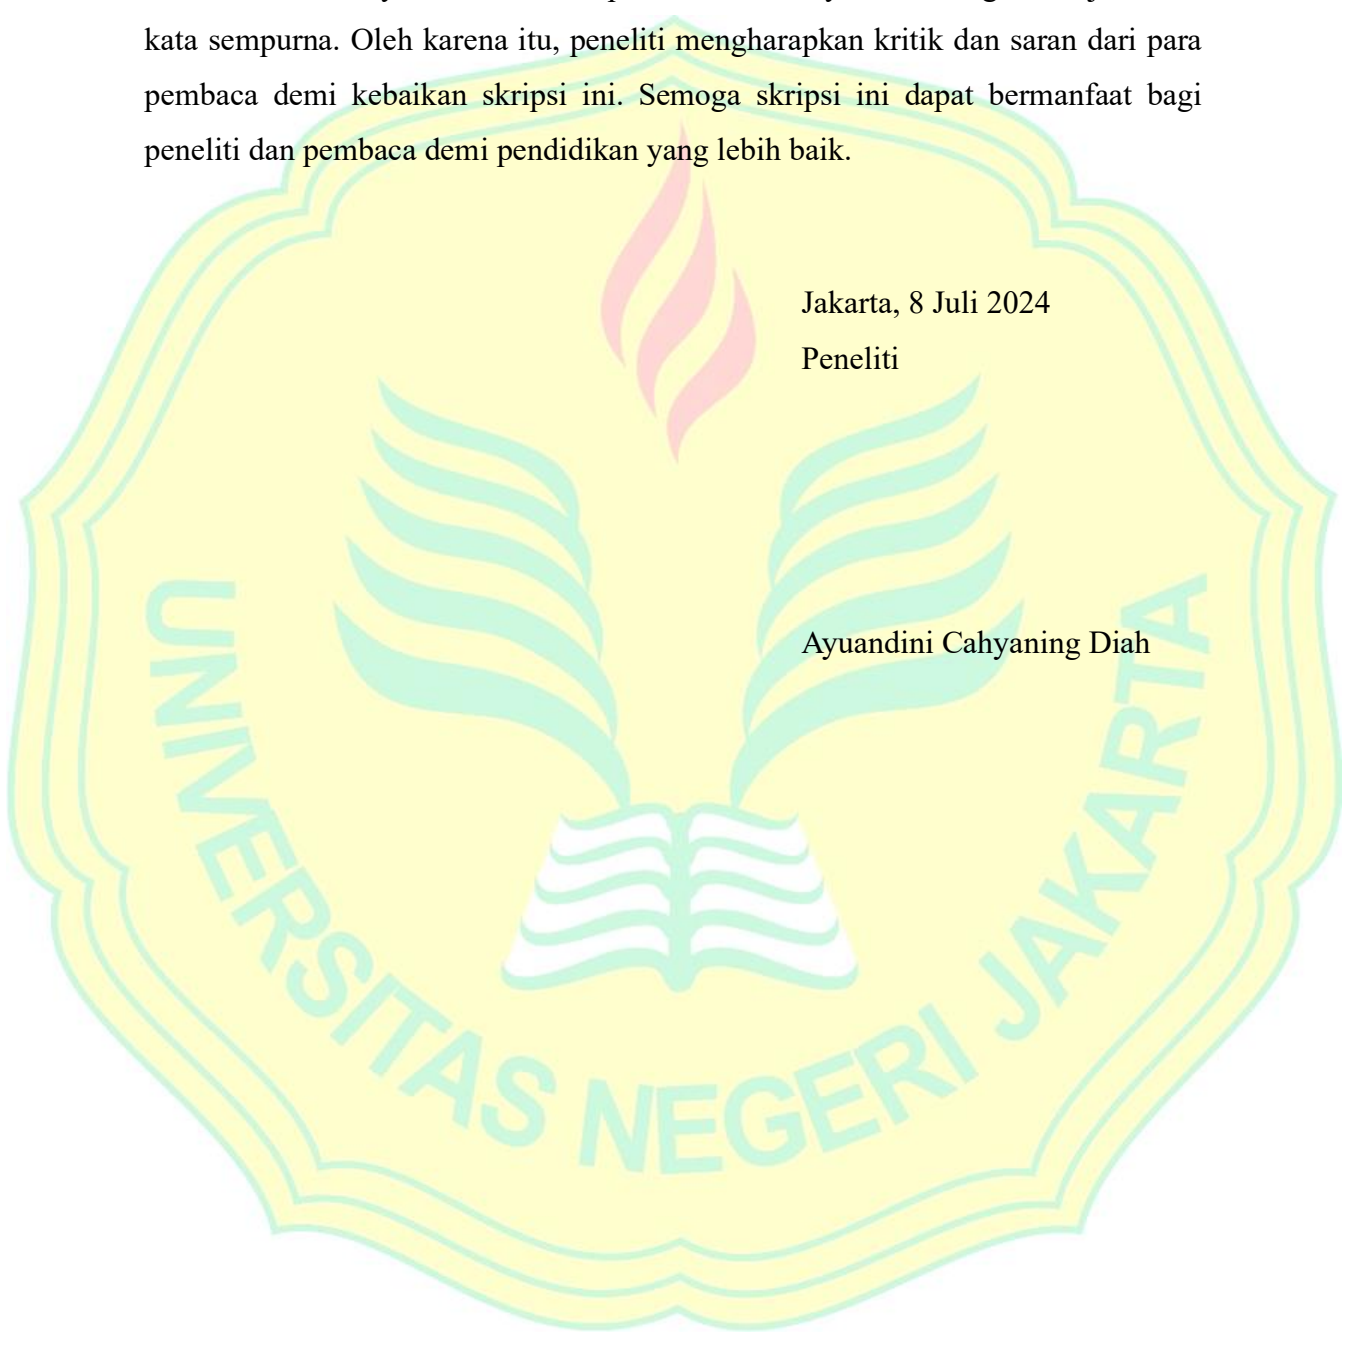 kata sempurna. Oleh karena itu, peneliti mengharapkan kritik dan saran dari para
pembaca demi kebaikan skripsi ini. Semoga skripsi ini dapat bermanfaat bagi
peneliti dan pembaca demi pendidikan yang lebih baik.
Jakarta, 8 Juli 2024
Peneliti
Ayuandini Cahyaning Diah
UNIVERSITAS NEGERI JAKARTA